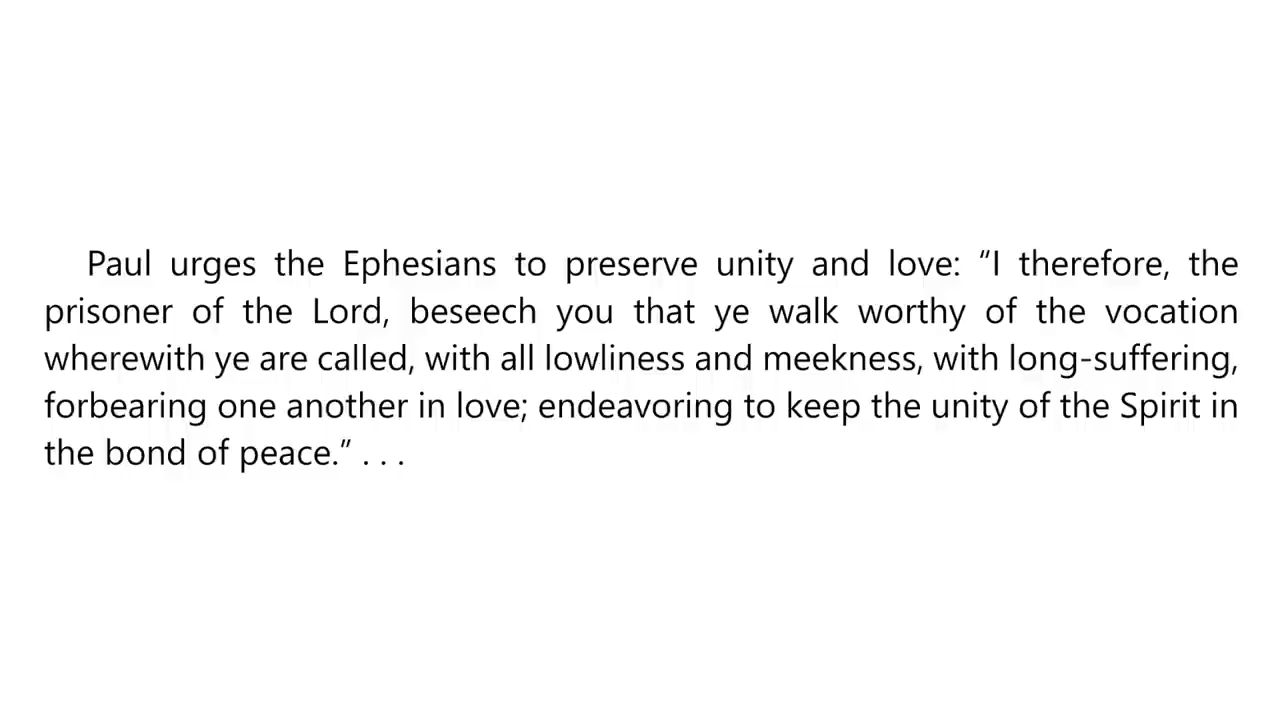 Paul urges the Ephesians to preserve unity and love: “I therefore, the
prisoner of the Lord, beseech you that ye walk worthy of the vocation
wherewith ye are called, with all lowliness and meekness, with long-suffering,
forbearing one another in love; endeavoring to keep the unity of the Spirit in
the bond of peace.” . . .